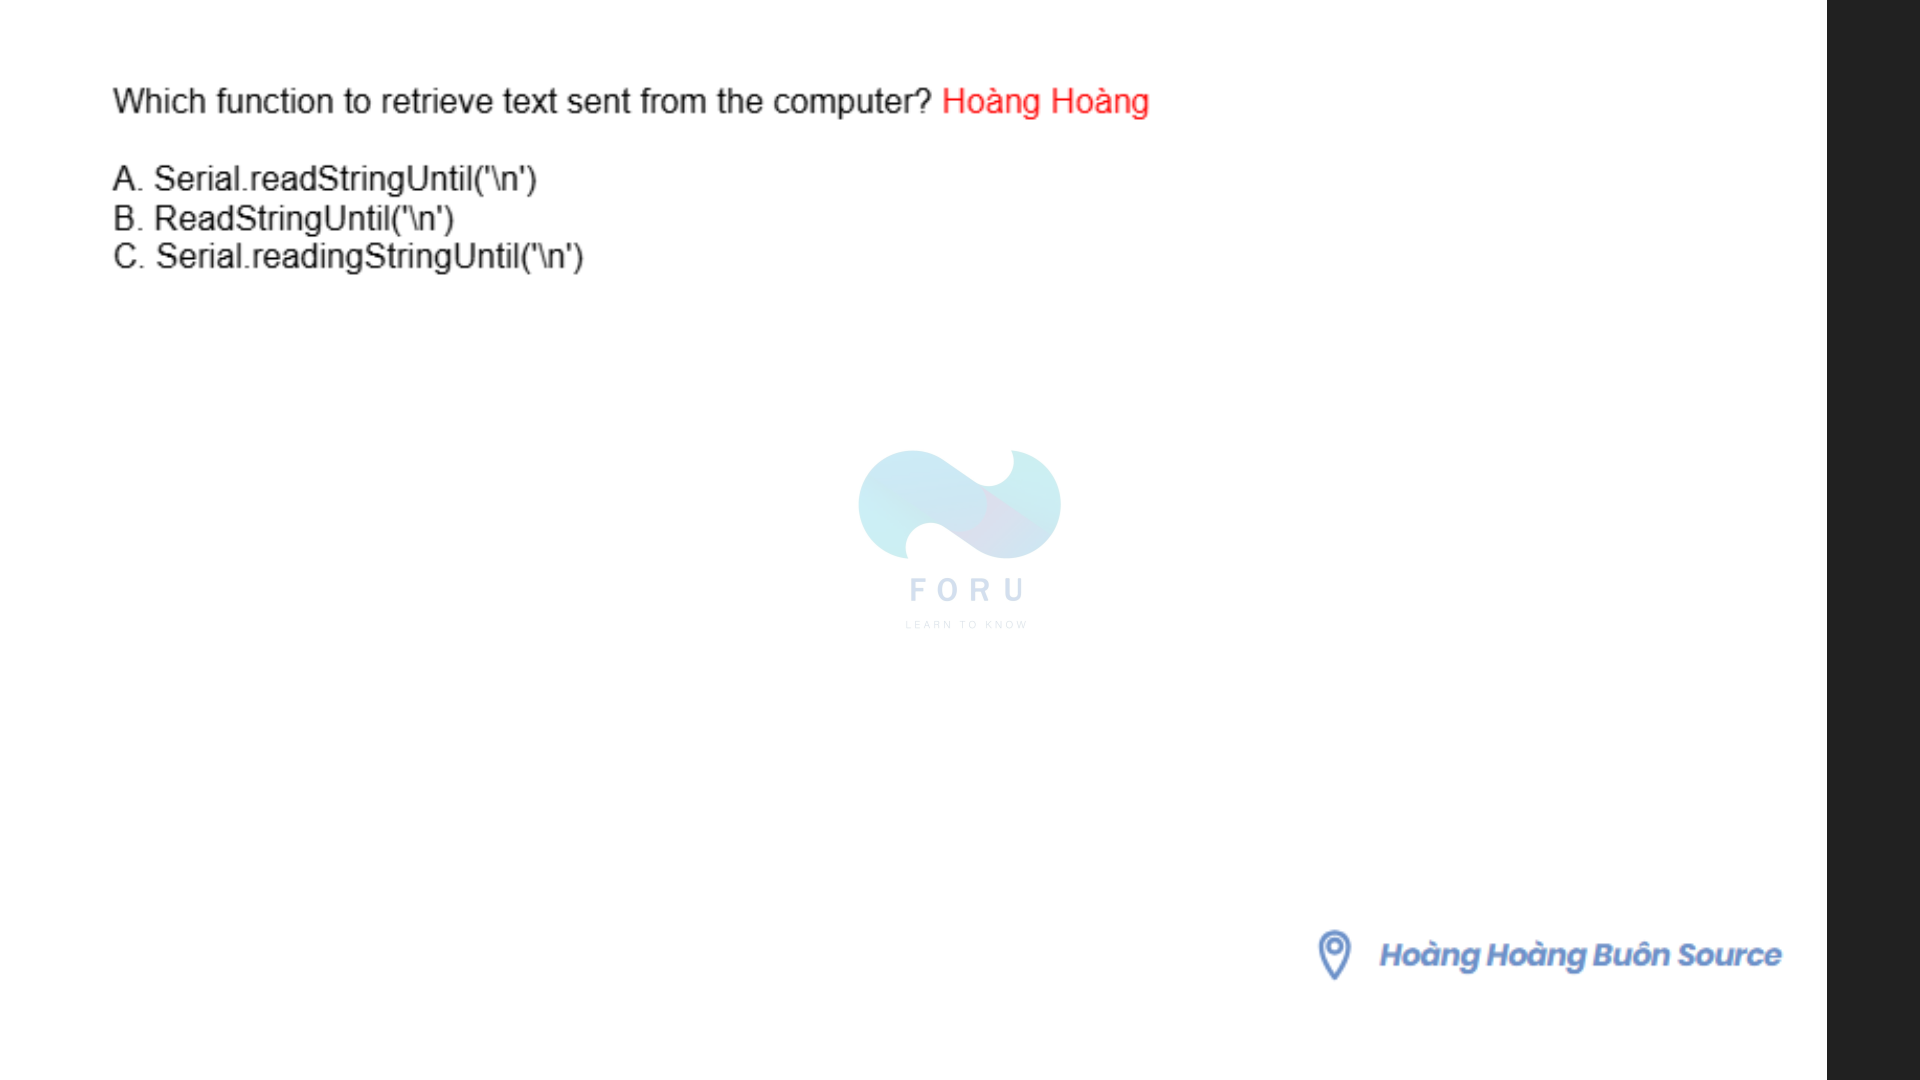 Which function to retrieve text sent from the computer? Hoàng Hoàng
A. Serial.readStringUntil('\n')
B. ReadStringUntil('\n')
C. Serial.readingStringUntil('\n')
FORU
LEARN TO KNOW
Hoàng Hoàng Buôn Source